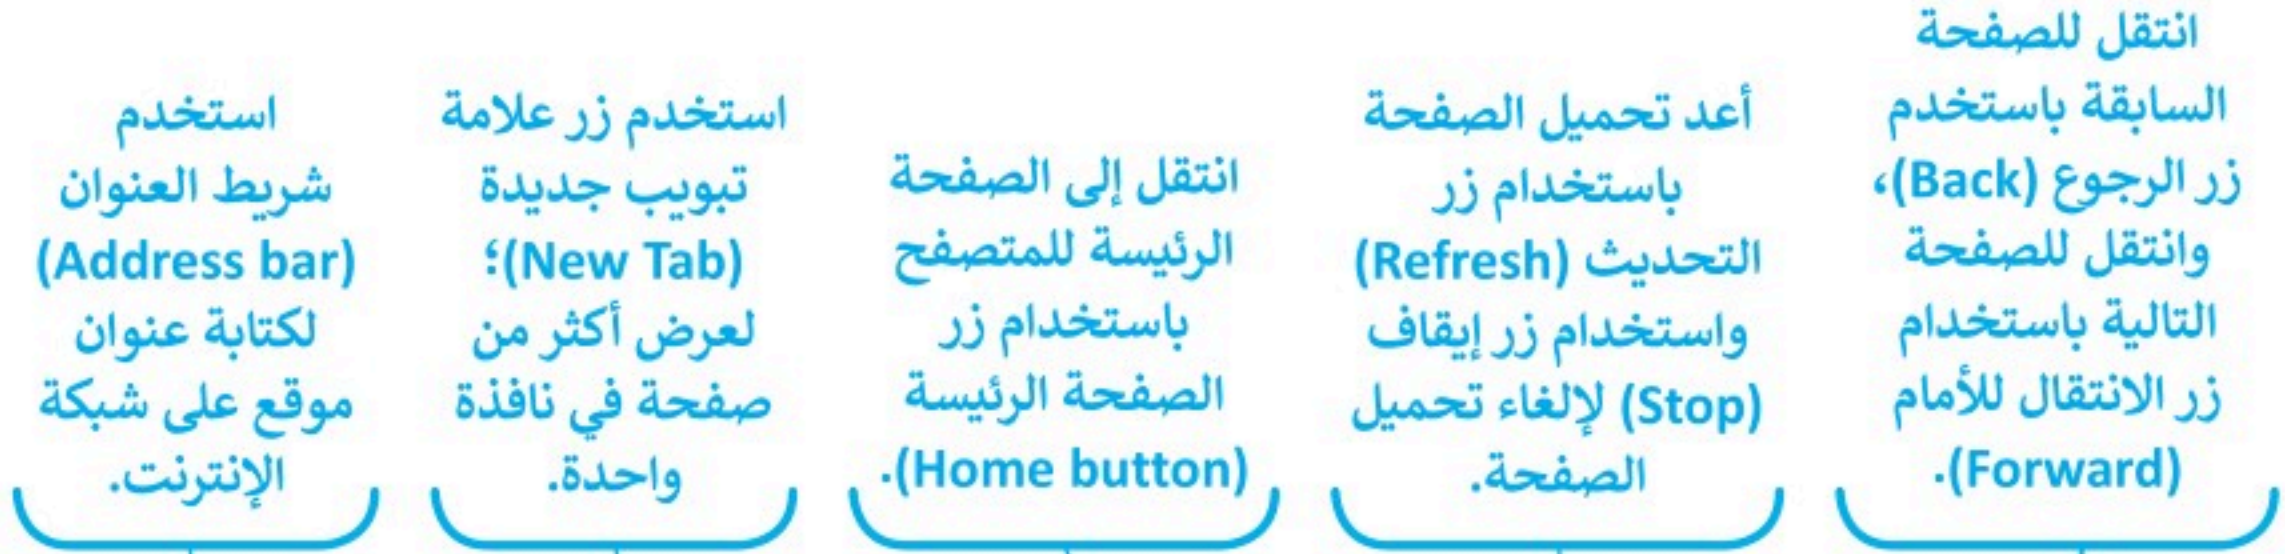 انتقل للصفحة
السابقة باستخدم
زر الرجوع (Back)،
وانتقل للصفحة
التالية باستخدام
زر الانتقال للأمام
(Forward).
أعد تحميل الصفحة
باستخدام زر
التحديث (Refresh)
واستخدام زر إيقاف
(Stop) لإلغاء تحميل
الصفحة.
انتقل إلى الصفحة
الرئيسة للمتصفح
باستخدام زر
الصفحة الرئيسة
(Home button).
استخدم زر علامة
تبويب جديدة
(New Tab)؛
لعرض أكثر من
صفحة في نافذة
واحدة.
استخدم
شريط العنوان
(Address bar)
لكتابة عنوان
موقع على شبكة
الإنترنت.